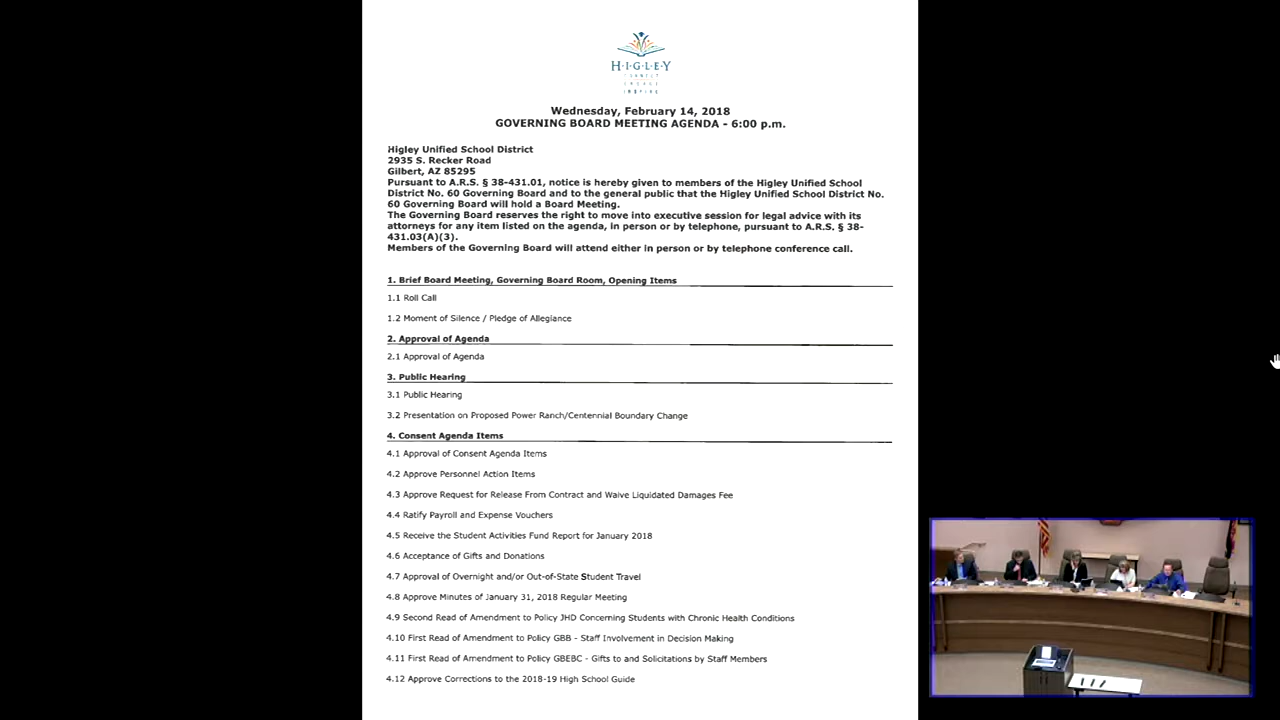 H·I·G·L·E·Y
Wednesday, February 14, 2018
GOVERNING BOARD MEETING AGENDA - 6:00 p.m.
Higley Unified School District
2935 S. Recker Road
Gilbert, AZ 85295
Pursuant to A.R.S. § 38-431.01, notice is hereby given to members of the Higley Unified School
District No. 60 Governing Board and to the general public that the Higley Unified School District No.
60 Governing Board will hold a Board Meeting.
The Governing Board reserves the right to move into executive session for legal advice with its
attorneys for any item listed on the agenda, in person or by telephone, pursuant to A.R.S. § 38-
431.03(A)(3).
Members of the Governing Board will attend either in person or by telephone conference call.
1. Brief Board Meeting, Governing Board Room, Opening Items
1.1 Roll Call
1.2 Moment of Silence / Pledge of Allegiance
2. Approval of Agenda
2.1 Approval of Agenda
3. Public Hearing
3.1 Public Hearing
3.2 Presentation on Proposed Power Ranch/Centennial Boundary Change
4. Consent Agenda Items
4.1 Approval of Consent Agenda Items
4.2 Approve Personnel Action Items
4.3 Approve Request for Release From Contract and Waive Liquidated Damages Fee
4.4 Ratify Payroll and Expense Vouchers
4.5 Receive the Student Activities Fund Report for January 2018
4.6 Acceptance of Gifts and Donations
4.7 Approval of Overnight and/or Out-of-State Student Travel
4.8 Approve Minutes of January 31, 2018 Regular Meeting
4.9 Second Read of Amendment to Policy JHD Concerning Students with Chronic Health Conditions
4.10 First Read of Amendment to Policy GBB - Staff Involvement in Decision Making
4.11 First Read of Amendment to Policy GBEBC - Gifts to and Solicitations by Staff Members
4.12 Approve Corrections to the 2018-19 High School Guide